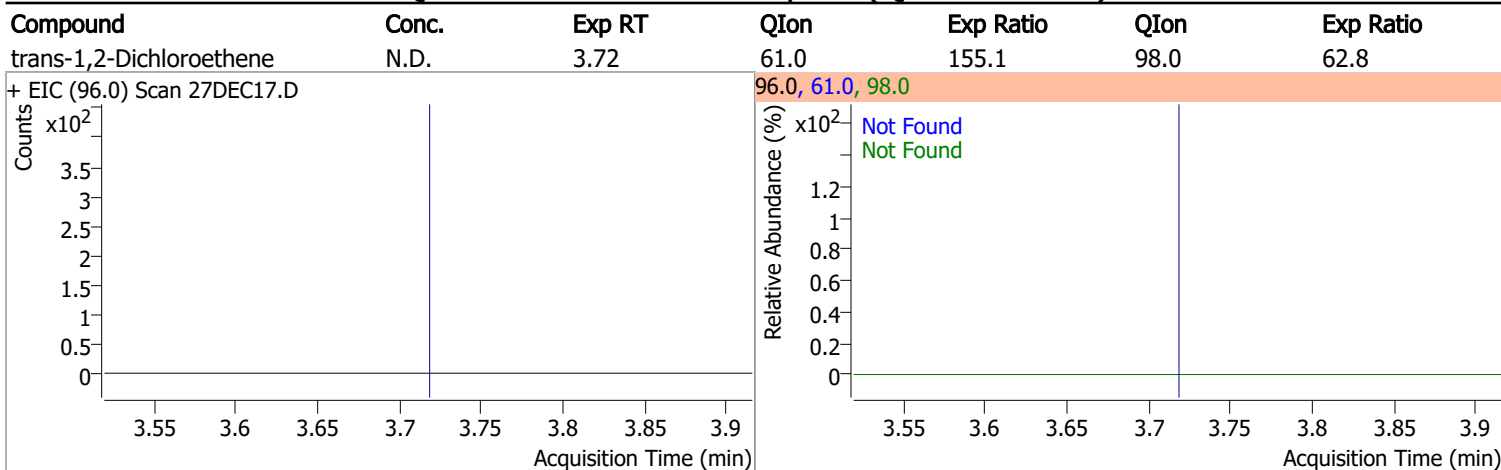 Compound Conc. Exp RT QIon Exp Ratio QIon Exp Ratio
trans-1,2-Dichloroethene N.D. 3.72 61.0 155.1 98.0 62.8
+ EIC (96.0) Scan 27DEC17.D
Counts
x10²
3.5
3
2.5
2
1.5
1
0.5
0
3.55 3.6 3.65 3.7 3.75 3.8 3.85 3.9
Acquisition Time (min)
96.0, 61.0, 98.0
Relative Abundance (%)
x10²
Not Found
Not Found
1.2
1
0.8
0.6
0.4
0.2
0
3.55 3.6 3.65 3.7 3.75 3.8 3.85 3.9
Acquisition Time (min)